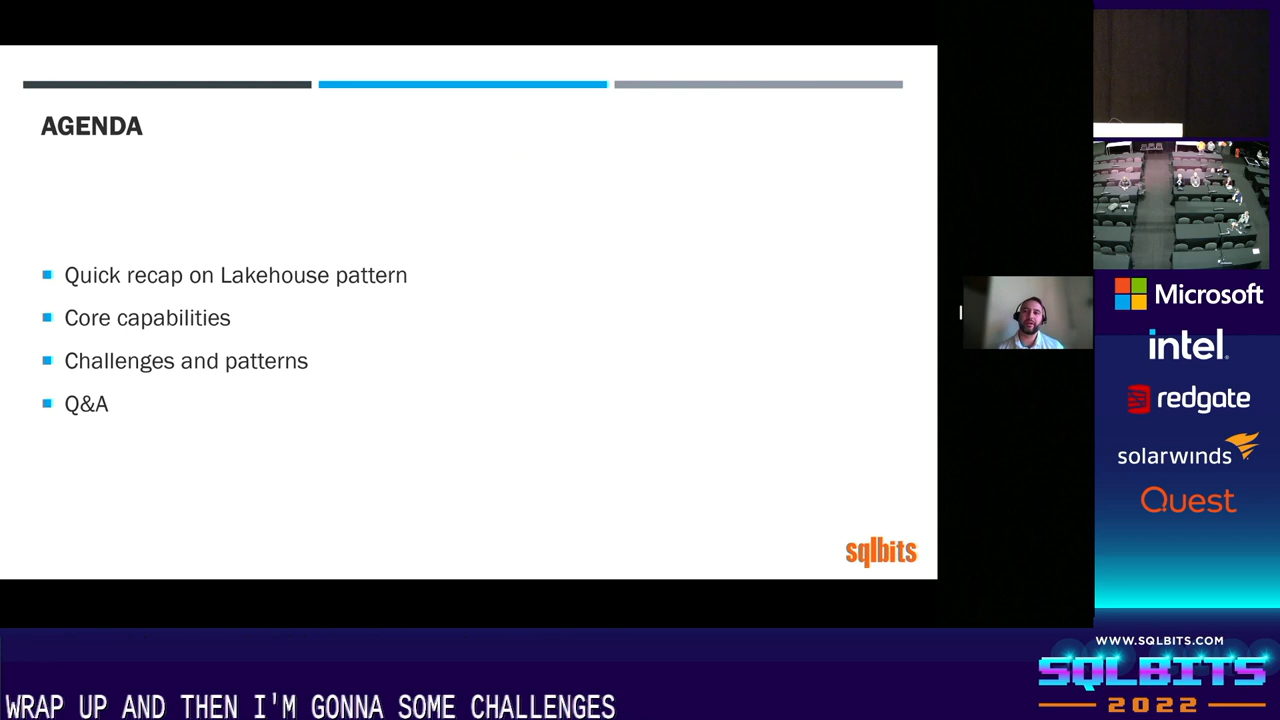 AGENDA
Quick recap on Lakehouse pattern
Core capabilities
Challenges and patterns
Q&A
sqlbits
Microsoft
intel.
redgate
solarwinds
Quest
WWW.SQLBITS.COM
SQLBITS
2022
WRAP UP AND THEN I'M GONNA SOME CHALLENGES